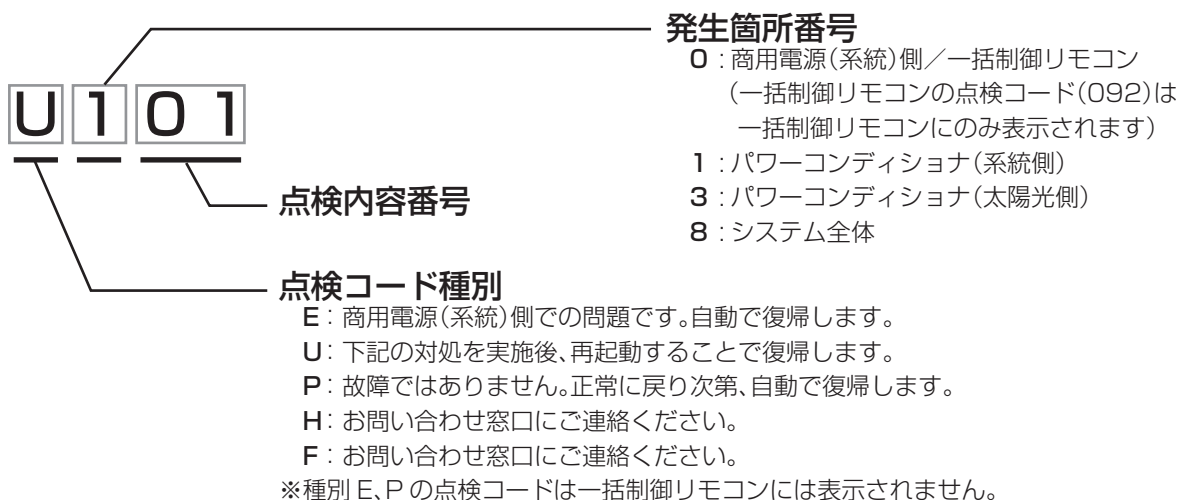 発生箇所番号
0：商用電源(系統)側／一括制御リモコン
(一括制御リモコンの点検コード(092)は
一括制御リモコンにのみ表示されます)
1：パワーコンディショナ(系統側)
3：パワーコンディショナ(太陽光側)
8：システム全体
U 1 0 1
点検内容番号
点検コード種別
E：商用電源(系統)側での問題です。自動で復帰します。
U：下記の対処を実施後、再起動することで復帰します。
P：故障ではありません。正常に戻り次第、自動で復帰します。
H：お問い合わせ窓口にご連絡ください。
F：お問い合わせ窓口にご連絡ください。
※種別 E、P の点検コードは一括制御リモコンには表示されません。